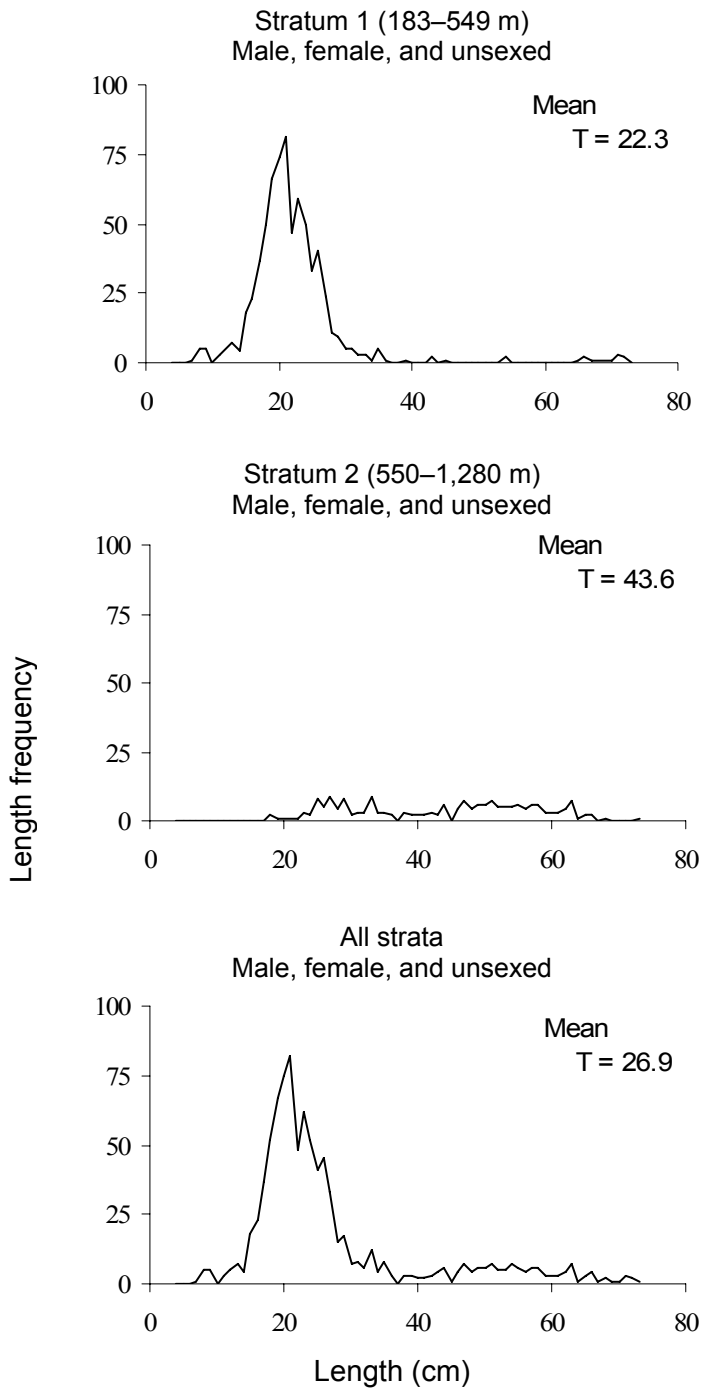 Stratum 1 (183–549 m)
Male, female, and unsexed
Mean
T = 22.3
100
75
50
25
0
0 20 40 60 80
Stratum 2 (550–1,280 m)
Male, female, and unsexed
Mean
T = 43.6
100
75
50
25
0
0 20 40 60 80
Length frequency
All strata
Male, female, and unsexed
Mean
T = 26.9
100
75
50
25
0
0 20 40 60 80
Length (cm)